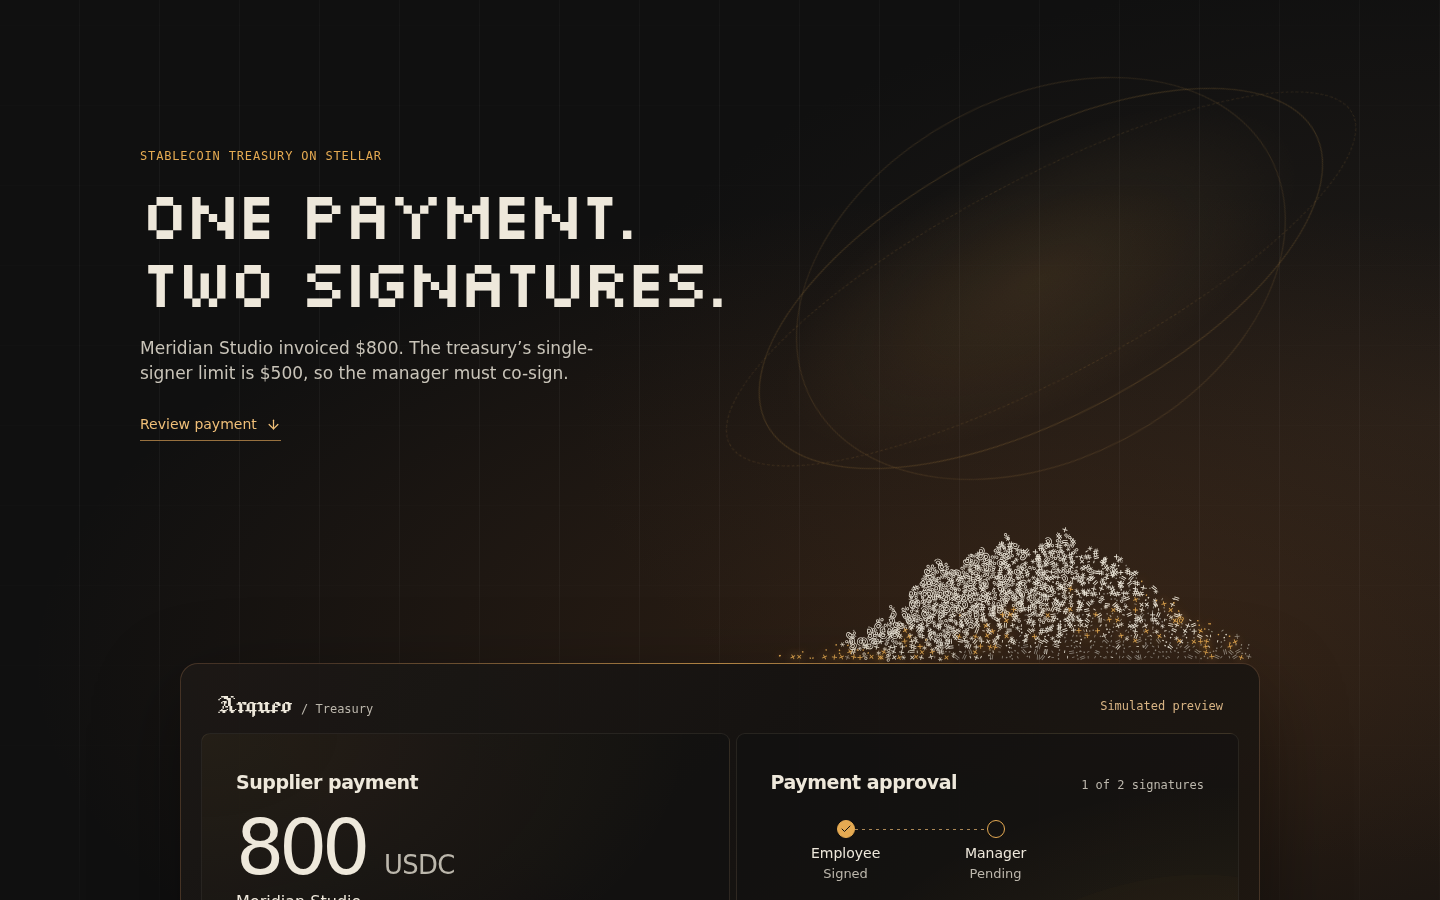 STABLECOIN TREASURY ON STELLAR
ONE PAYMENT.
TWO SIGNATURES.
Meridian Studio invoiced $800. The treasury’s single-
signer limit is $500, so the manager must co-sign.
Review payment ↓
Arqueo / Treasury
Simulated preview
Supplier payment
800 USDC
Meridian Studio
Payment approval
1 of 2 signatures
Employee
Signed
Manager
Pending